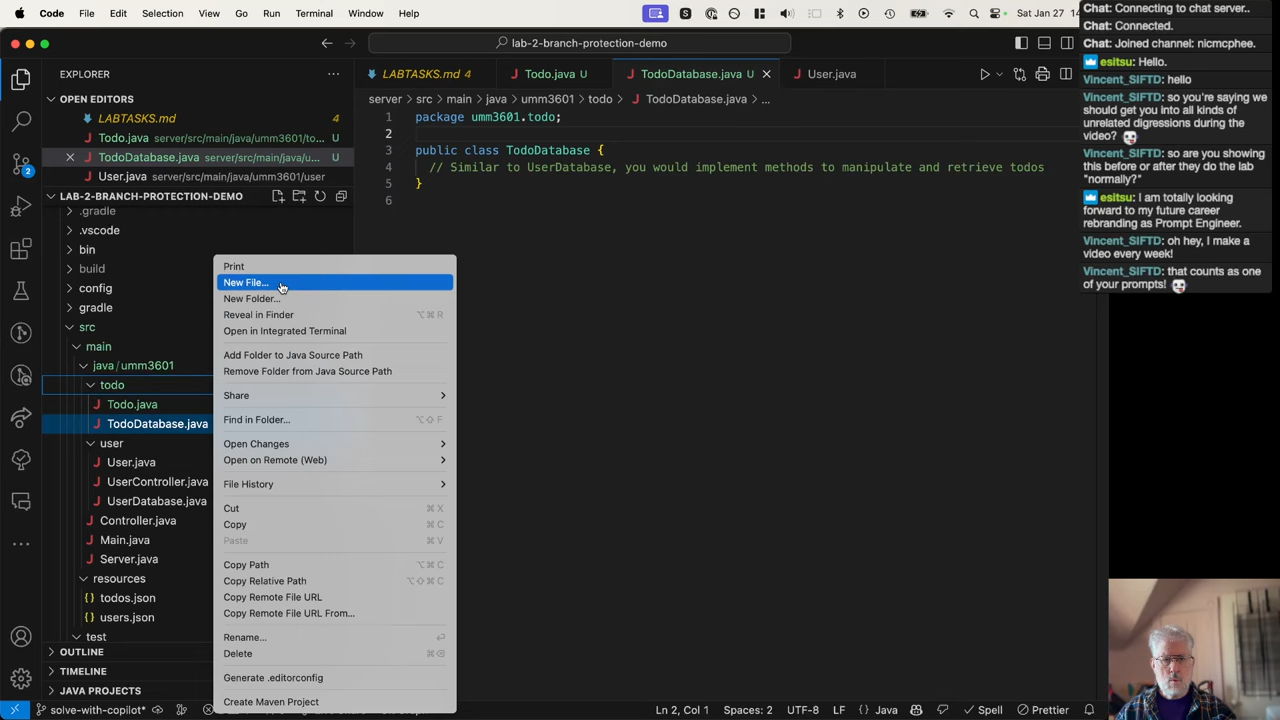 Code File Edit Selection View Go Run Terminal Window Help
Sat Jan 27
lab-2-branch-protection-demo
EXPLORER
OPEN EDITORS
LABTASKS.md 4
Todo.java server/src/main/java/umm3601/to... U
TodoDatabase.java server/src/main/java/u... U
User.java server/src/main/java/umm3601/user
LAB-2-BRANCH-PROTECTION-DEMO
.gradle
.vscode
bin
build
config
gradle
src
main
java/umm3601
todo
Todo.java
TodoDatabase.java
user
User.java
UserController.java
UserDatabase.java
Controller.java
Main.java
Server.java
resources
todos.json
users.json
test
OUTLINE
TIMELINE
JAVA PROJECTS
2
LABTASKS.md 4 Todo.java U TodoDatabase.java U User.java
server > src > main > java > umm3601 > todo > TodoDatabase.java > ...
1 package umm3601.todo;
2
3 public class TodoDatabase {
4 // Similar to UserDatabase, you would implement methods to manipulate and retrieve todos
5 }
6
Print
New File...
New Folder...
Reveal in Finder ⌥⌘R
Open in Integrated Terminal
Add Folder to Java Source Path
Remove Folder from Java Source Path
Share
Find in Folder... ⌥⇧F
Open Changes
Open on Remote (Web)
File History
Cut ⌘X
Copy ⌘C
Paste ⌘V
Copy Path ⌥⌘C
Copy Relative Path ⌥⇧⌘C
Copy Remote File URL
Copy Remote File URL From...
Rename...
Delete
Generate .editorconfig
Create Maven Project
Chat: Connecting to chat server..
Chat: Connected.
Chat: Joined channel: nicmcphee.
esitsu: Hello.
Vincent_SIFTD: hello
Vincent_SIFTD: so you're saying we
should get you into all kinds of
unrelated digressions during the
video?
Vincent_SIFTD: so are you showing
this before or after they do the lab
"normally?"
esitsu: I am totally looking
forward to my future career
rebranding as Prompt Engineer.
Vincent_SIFTD: oh hey, I make a
video every week!
Vincent_SIFTD: that counts as one
of your prompts!
solve-with-copilot*
Ln 2, Col 1 Spaces: 2 UTF-8 LF {} Java Spell Prettier